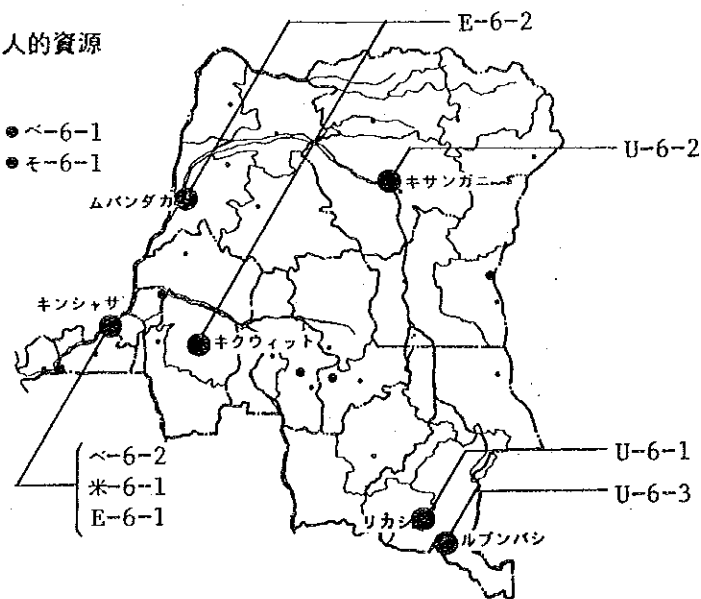 人的資源
E-6-2
●ベ-6-1
●そ-6-1
U-6-2
キサンガニ
ムバンダカ
キンシャサ
キクウィット
ベ-6-2
米-6-1
E-6-1
U-6-1
U-6-3
リカシ
ルブンバシ